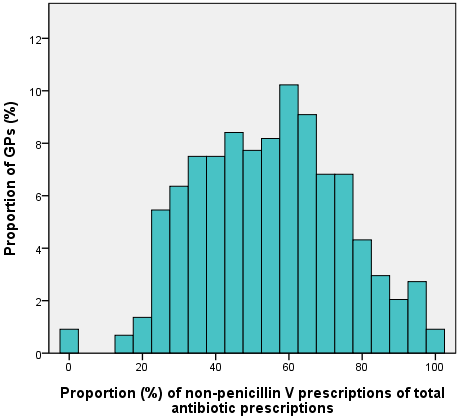 Proportion of GPs (%)
12
10
8
6
4
2
0
0 20 40 60 80 100
Proportion (%) of non-penicillin V prescriptions of total
antibiotic prescriptions